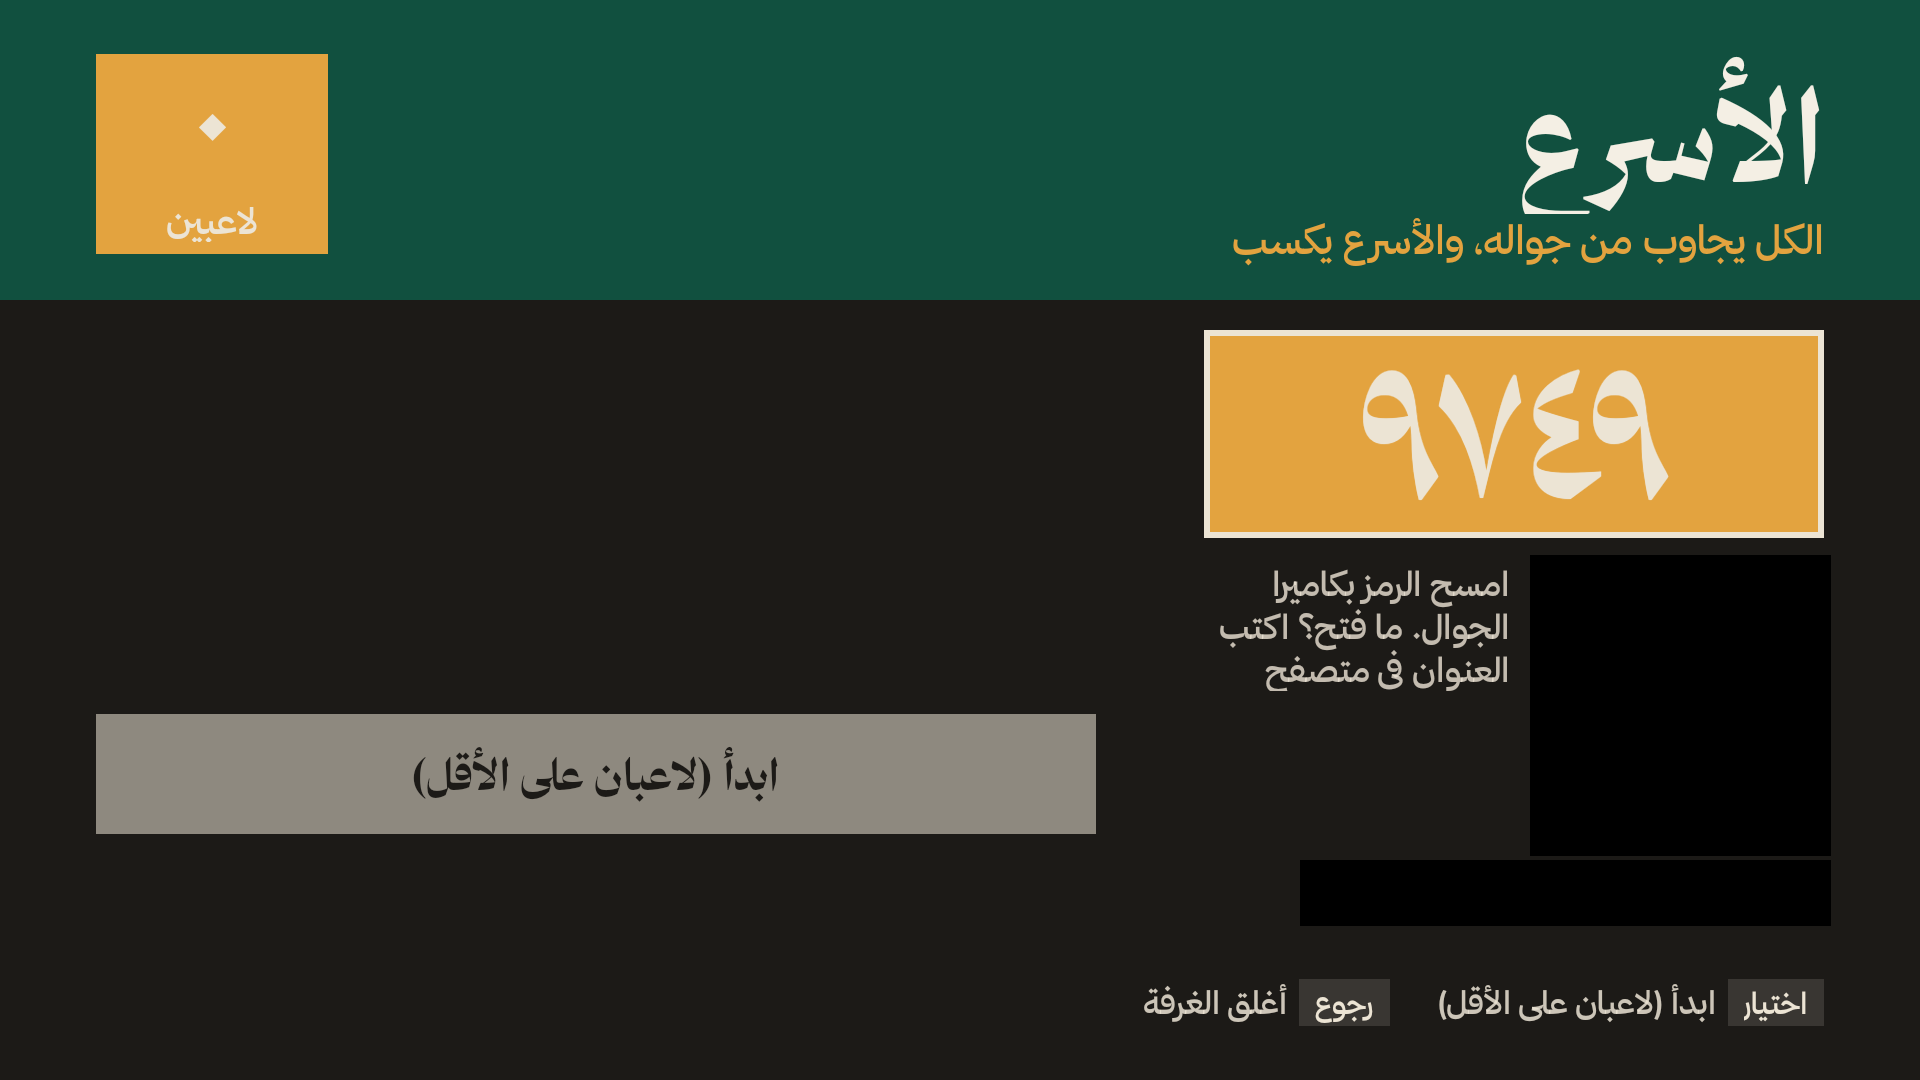 الأسرع
الكل يجاوب من جواله، والأسرع يكسب
٠
لاعبين
٩٧٤٩
امسح الرمز بكاميرا
الجوال. ما فتح؟ اكتب
العنوان في متصفح
ابدأ (لاعبان على الأقل)
اختيار ابدأ (لاعبان على الأقل) رجوع أغلق الغرفة